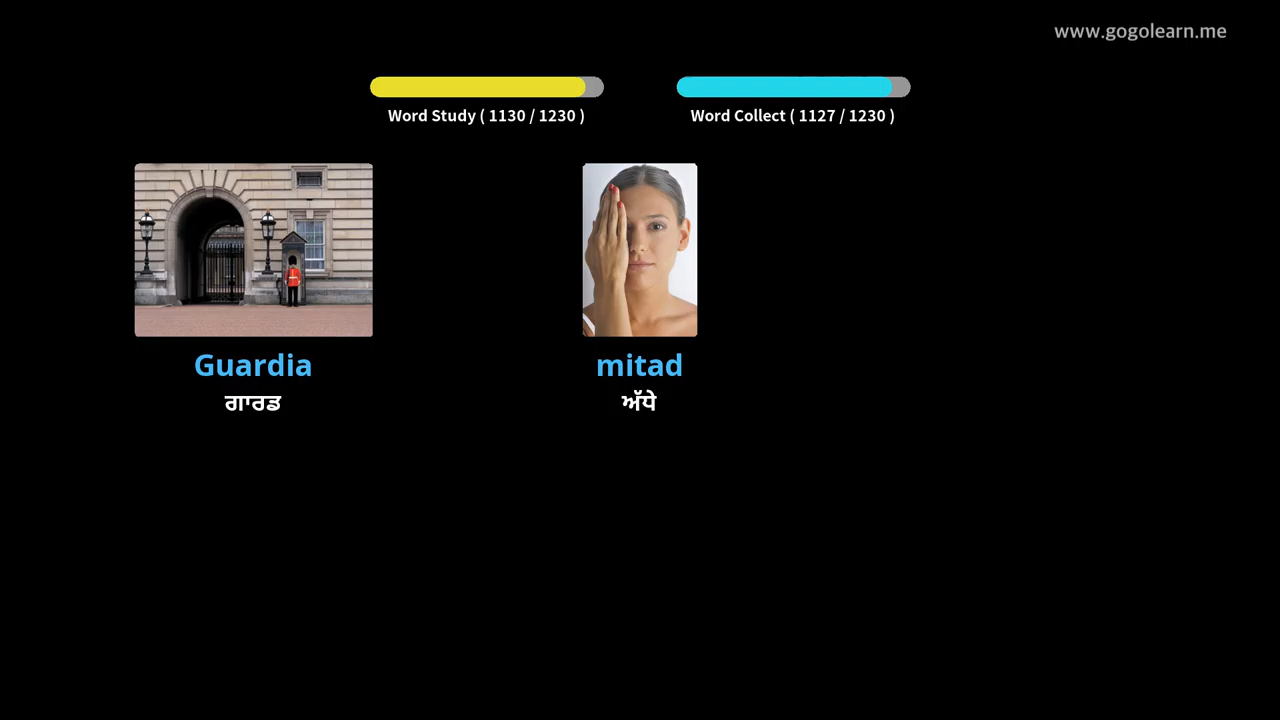 www.gogolearn.me
Word Study ( 1130 / 1230 )
Word Collect ( 1127 / 1230 )
Guardia
ਗਾਰਡ
mitad
ਅੱਧੇ